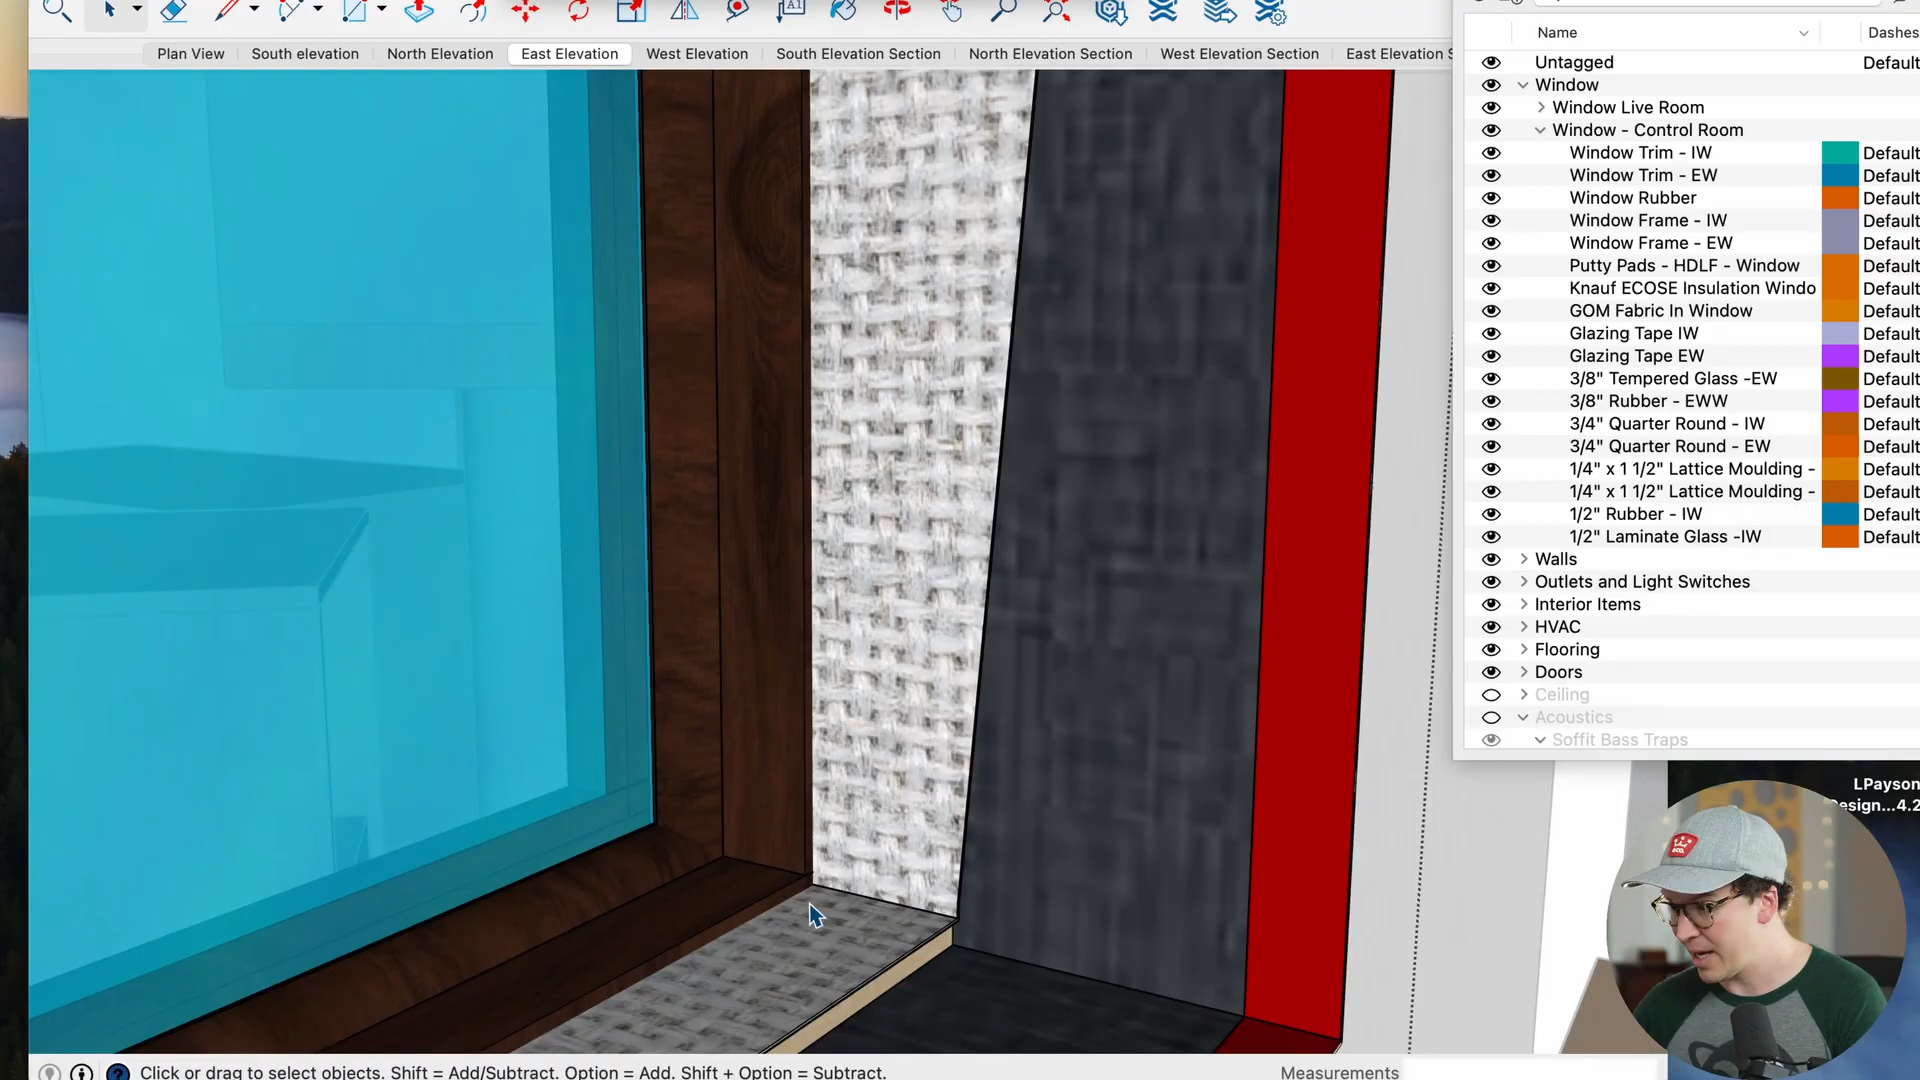 A1
Plan View South elevation North Elevation East Elevation West Elevation South Elevation Section North Elevation Section West Elevation Section East Elevation S
Name Dashes
Untagged Default
Window
Window Live Room
Window - Control Room
Window Trim - IW Default
Window Trim - EW Default
Window Rubber Default
Window Frame - IW Default
Window Frame - EW Default
Putty Pads - HDLF - Window Default
Knauf ECOSE Insulation Windo Default
GOM Fabric In Window Default
Glazing Tape IW Default
Glazing Tape EW Default
3/8" Tempered Glass -EW Default
3/8" Rubber - EWW Default
3/4" Quarter Round - IW Default
3/4" Quarter Round - EW Default
1/4" x 1 1/2" Lattice Moulding - Default
1/4" x 1 1/2" Lattice Moulding - Default
1/2" Rubber - IW Default
1/2" Laminate Glass -IW Default
Walls
Outlets and Light Switches
Interior Items
HVAC
Flooring
Doors
Ceiling
Acoustics
Soffit Bass Traps
LPayson
Design...4.2
Click or drag to select objects. Shift = Add/Subtract. Option = Add. Shift + Option = Subtract. Measurements